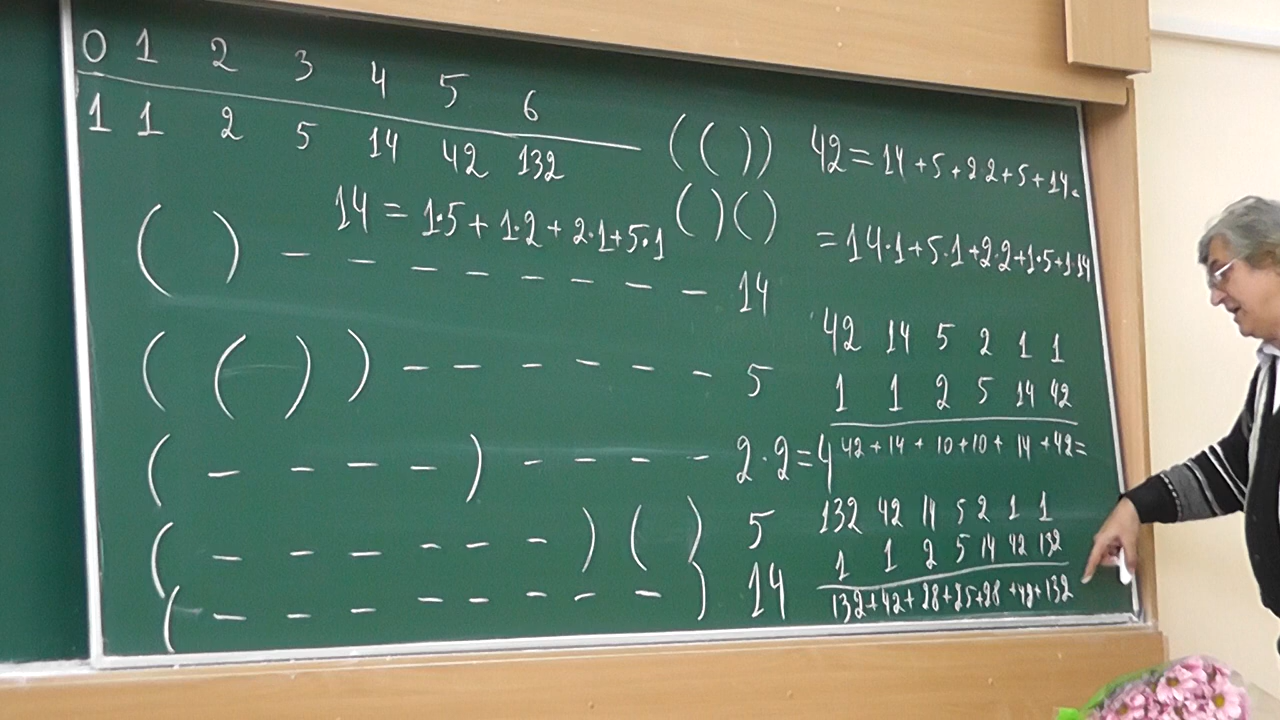 0 1 2 3 4 5 6
1 1 2 5 14 42 132
14 = 1·5 + 1·2 + 2·1 + 5·1
( ) – – – – – – – – 14
( ( ) ) – – – – – – 5
( – – – – ) – – – – 2·2=4
( – – – – – – ) ( ) 5
( – – – – – – – – ) 14
( ( ) )
( ) ( )
42 = 14 + 5 + 2 2 + 5 + 14 =
= 14·1 + 5·1 + 2·2 + 1·5 + 1·14
42 14 5 2 1 1
1 1 2 5 14 42
42 + 14 + 10 + 10 + 14 + 42 =
132 42 14 5 2 1 1
1 1 2 5 14 42 132
132 + 42 + 28 + 25 + 28 + 42 + 132